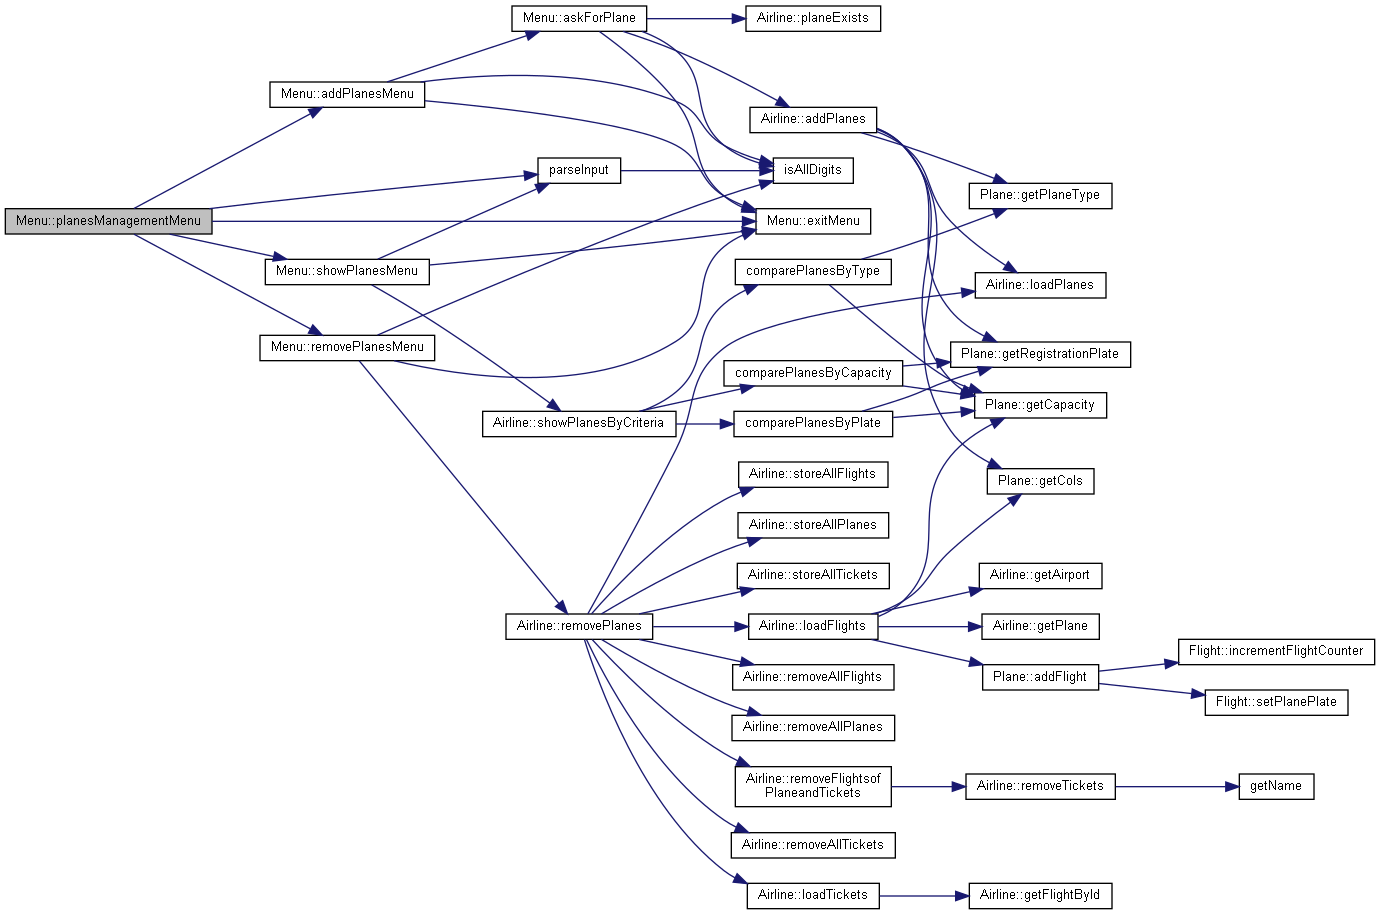 Menu::planesManagementMenu
Menu::addPlanesMenu
Menu::showPlanesMenu
Menu::removePlanesMenu
Menu::askForPlane
parseInput
Airline::showPlanesByCriteria
Airline::removePlanes
Airline::planeExists
Airline::addPlanes
isAllDigits
Menu::exitMenu
comparePlanesByType
comparePlanesByCapacity
comparePlanesByPlate
Airline::storeAllFlights
Airline::storeAllPlanes
Airline::storeAllTickets
Airline::loadFlights
Airline::removeAllFlights
Airline::removeAllPlanes
Airline::removeFlightsof
PlaneandTickets
Airline::removeAllTickets
Airline::loadTickets
Plane::getPlaneType
Airline::loadPlanes
Plane::getRegistrationPlate
Plane::getCapacity
Plane::getCols
Airline::getAirport
Airline::getPlane
Plane::addFlight
Airline::removeTickets
Airline::getFlightById
Flight::incrementFlightCounter
Flight::setPlanePlate
getName